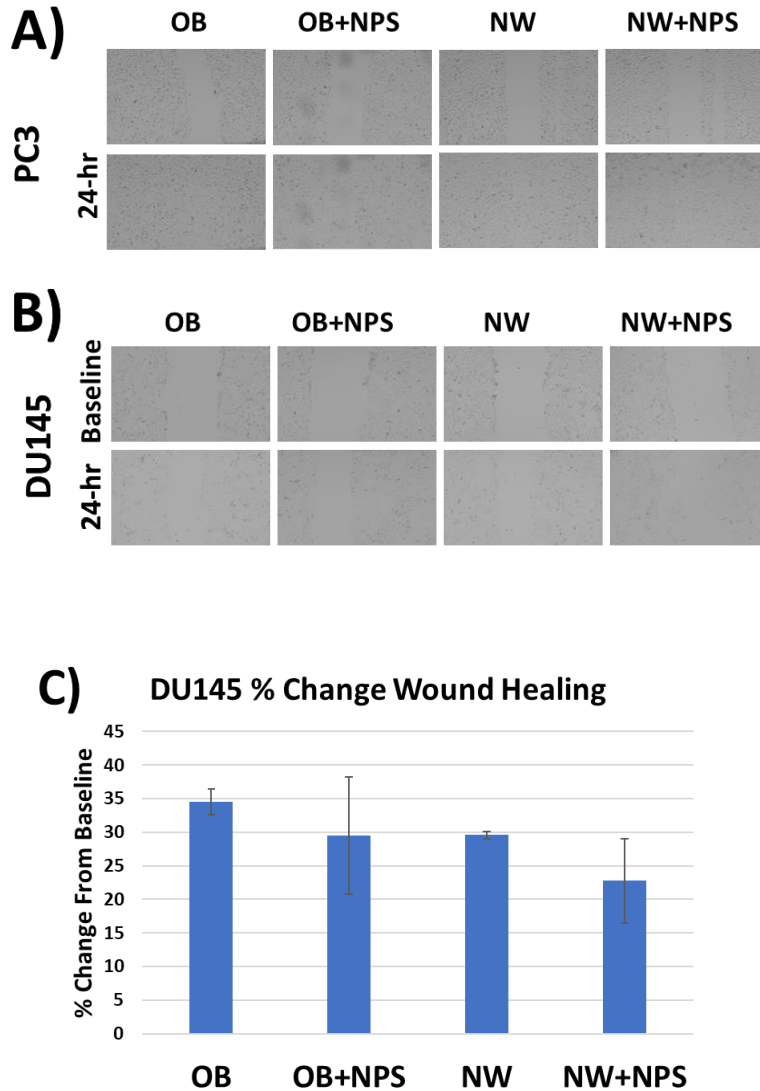 A)
OB OB+NPS NW NW+NPS
PC3
24-hr
B)
OB OB+NPS NW NW+NPS
DU145
Baseline
24-hr
C)
DU145 % Change Wound Healing
% Change From Baseline
45
40
35
30
25
20
15
10
5
0
OB OB+NPS NW NW+NPS